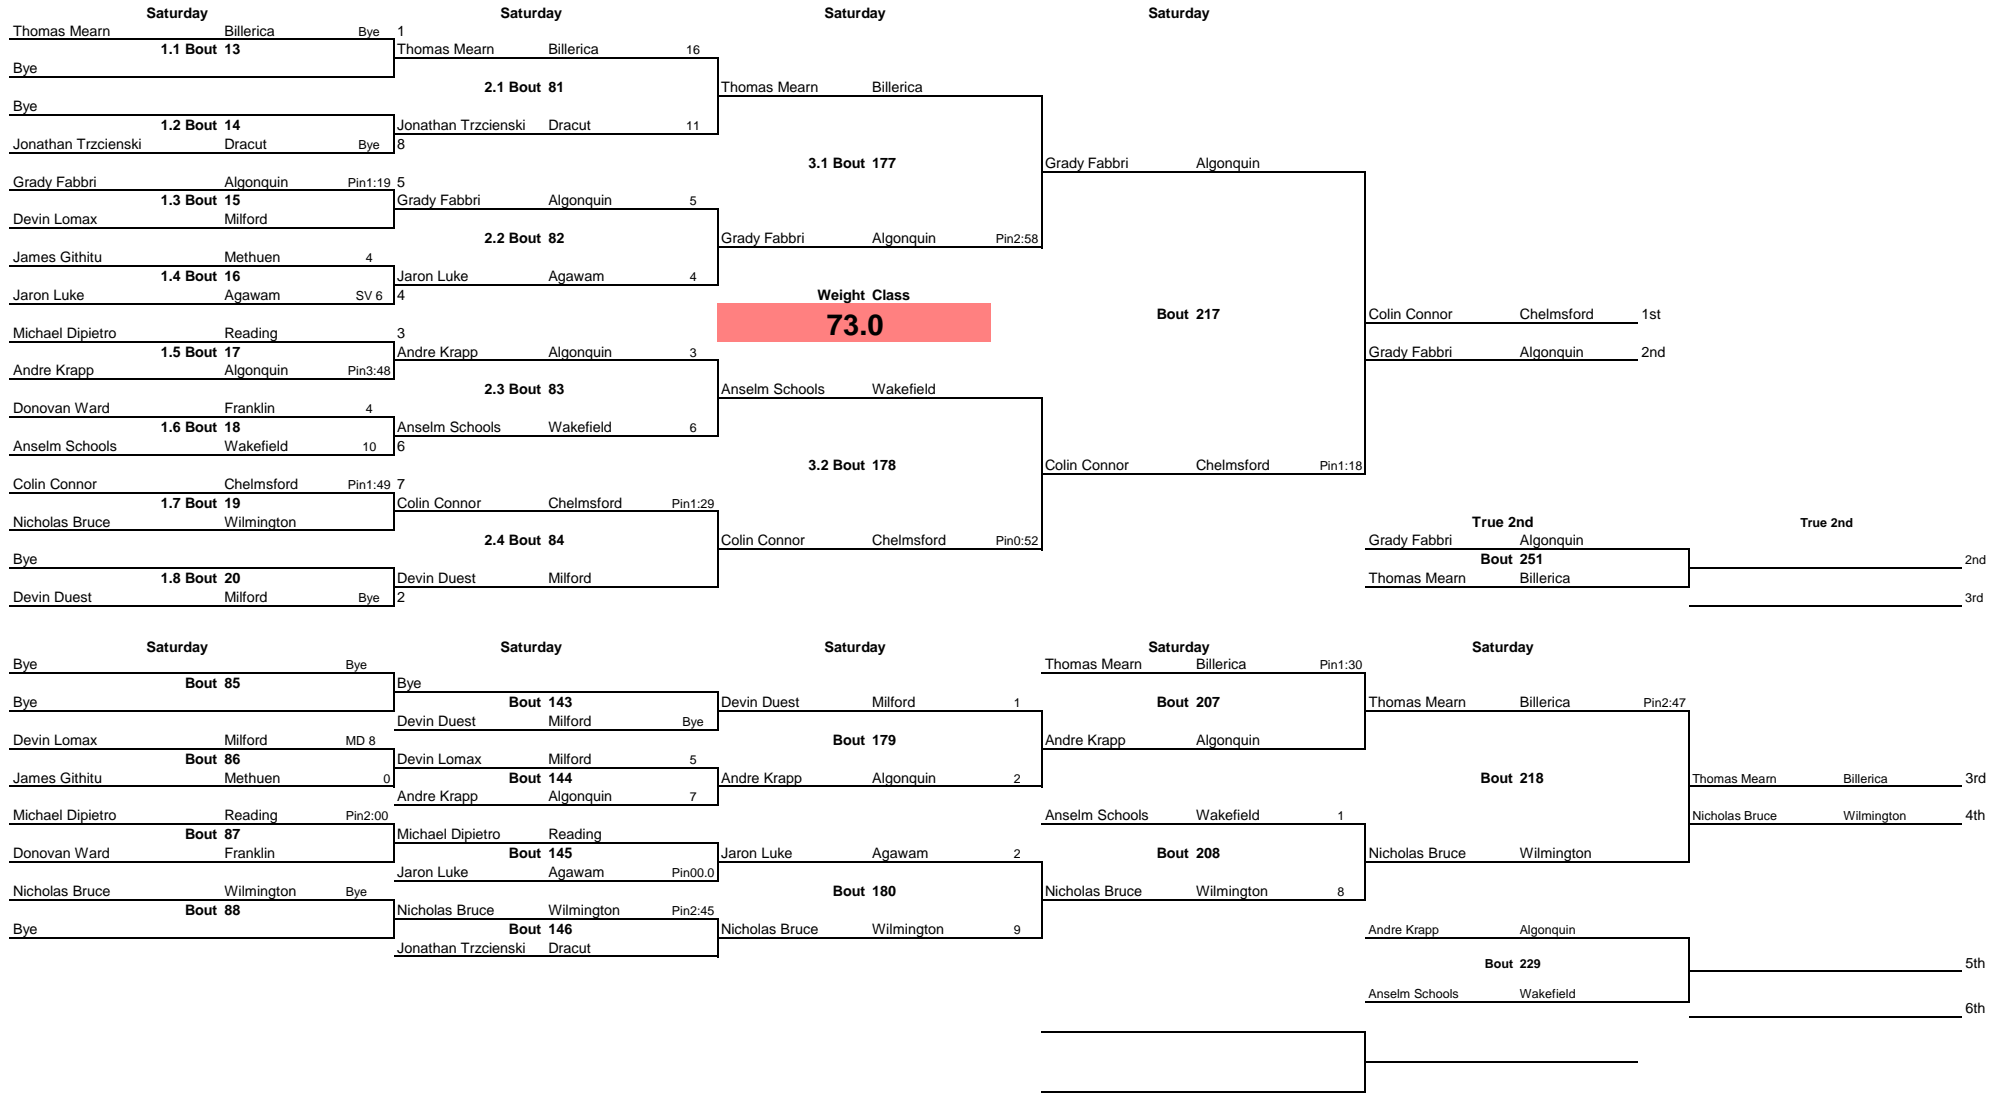 Saturday Saturday Saturday Saturday
Thomas Mearn Billerica Bye 1
1.1 Bout 13 Thomas Mearn Billerica 16
Bye
2.1 Bout 81 Thomas Mearn Billerica
Bye
1.2 Bout 14 Jonathan Trzcienski Dracut 11
Jonathan Trzcienski Dracut Bye 8
3.1 Bout 177 Grady Fabbri Algonquin
Grady Fabbri Algonquin Pin1:19 5
1.3 Bout 15 Grady Fabbri Algonquin 5
Devin Lomax Milford
2.2 Bout 82 Grady Fabbri Algonquin Pin2:58
James Githitu Methuen 4
1.4 Bout 16 Jaron Luke Agawam 4
Jaron Luke Agawam SV 6 4 Weight Class
73.0 Bout 217 Colin Connor Chelmsford 1st
Michael Dipietro Reading 3
1.5 Bout 17 Andre Krapp Algonquin 3 Grady Fabbri Algonquin 2nd
Andre Krapp Algonquin Pin3:48
2.3 Bout 83 Anselm Schools Wakefield
Donovan Ward Franklin 4
1.6 Bout 18 Anselm Schools Wakefield 6
Anselm Schools Wakefield 10 6
3.2 Bout 178 Colin Connor Chelmsford Pin1:18
Colin Connor Chelmsford Pin1:49 7
1.7 Bout 19 Colin Connor Chelmsford Pin1:29
Nicholas Bruce Wilmington True 2nd True 2nd
2.4 Bout 84 Colin Connor Chelmsford Pin0:52 Grady Fabbri Algonquin
Bye Bout 251 2nd
1.8 Bout 20 Devin Duest Milford Thomas Mearn Billerica
Devin Duest Milford Bye 2 3rd
Saturday Saturday Saturday Saturday Saturday
Bye Bye Thomas Mearn Billerica Pin1:30
Bout 85 Bye
Bye Bout 143 Devin Duest Milford 1 Bout 207 Thomas Mearn Billerica Pin2:47
Devin Duest Milford Bye
Devin Lomax Milford MD 8 Bout 179 Andre Krapp Algonquin
Bout 86 Devin Lomax Milford 5
James Githitu Methuen 0 Bout 144 Andre Krapp Algonquin 2 Bout 218 Thomas Mearn Billerica 3rd
Andre Krapp Algonquin 7
Michael Dipietro Reading Pin2:00 Anselm Schools Wakefield 1 Nicholas Bruce Wilmington 4th
Bout 87 Michael Dipietro Reading
Donovan Ward Franklin Bout 145 Jaron Luke Agawam 2 Bout 208 Nicholas Bruce Wilmington
Jaron Luke Agawam Pin00.0
Nicholas Bruce Wilmington Bye Bout 180 Nicholas Bruce Wilmington 8
Bout 88 Nicholas Bruce Wilmington Pin2:45
Bye Bout 146 Nicholas Bruce Wilmington 9 Andre Krapp Algonquin
Jonathan Trzcienski Dracut
Bout 229 5th
Anselm Schools Wakefield
6th